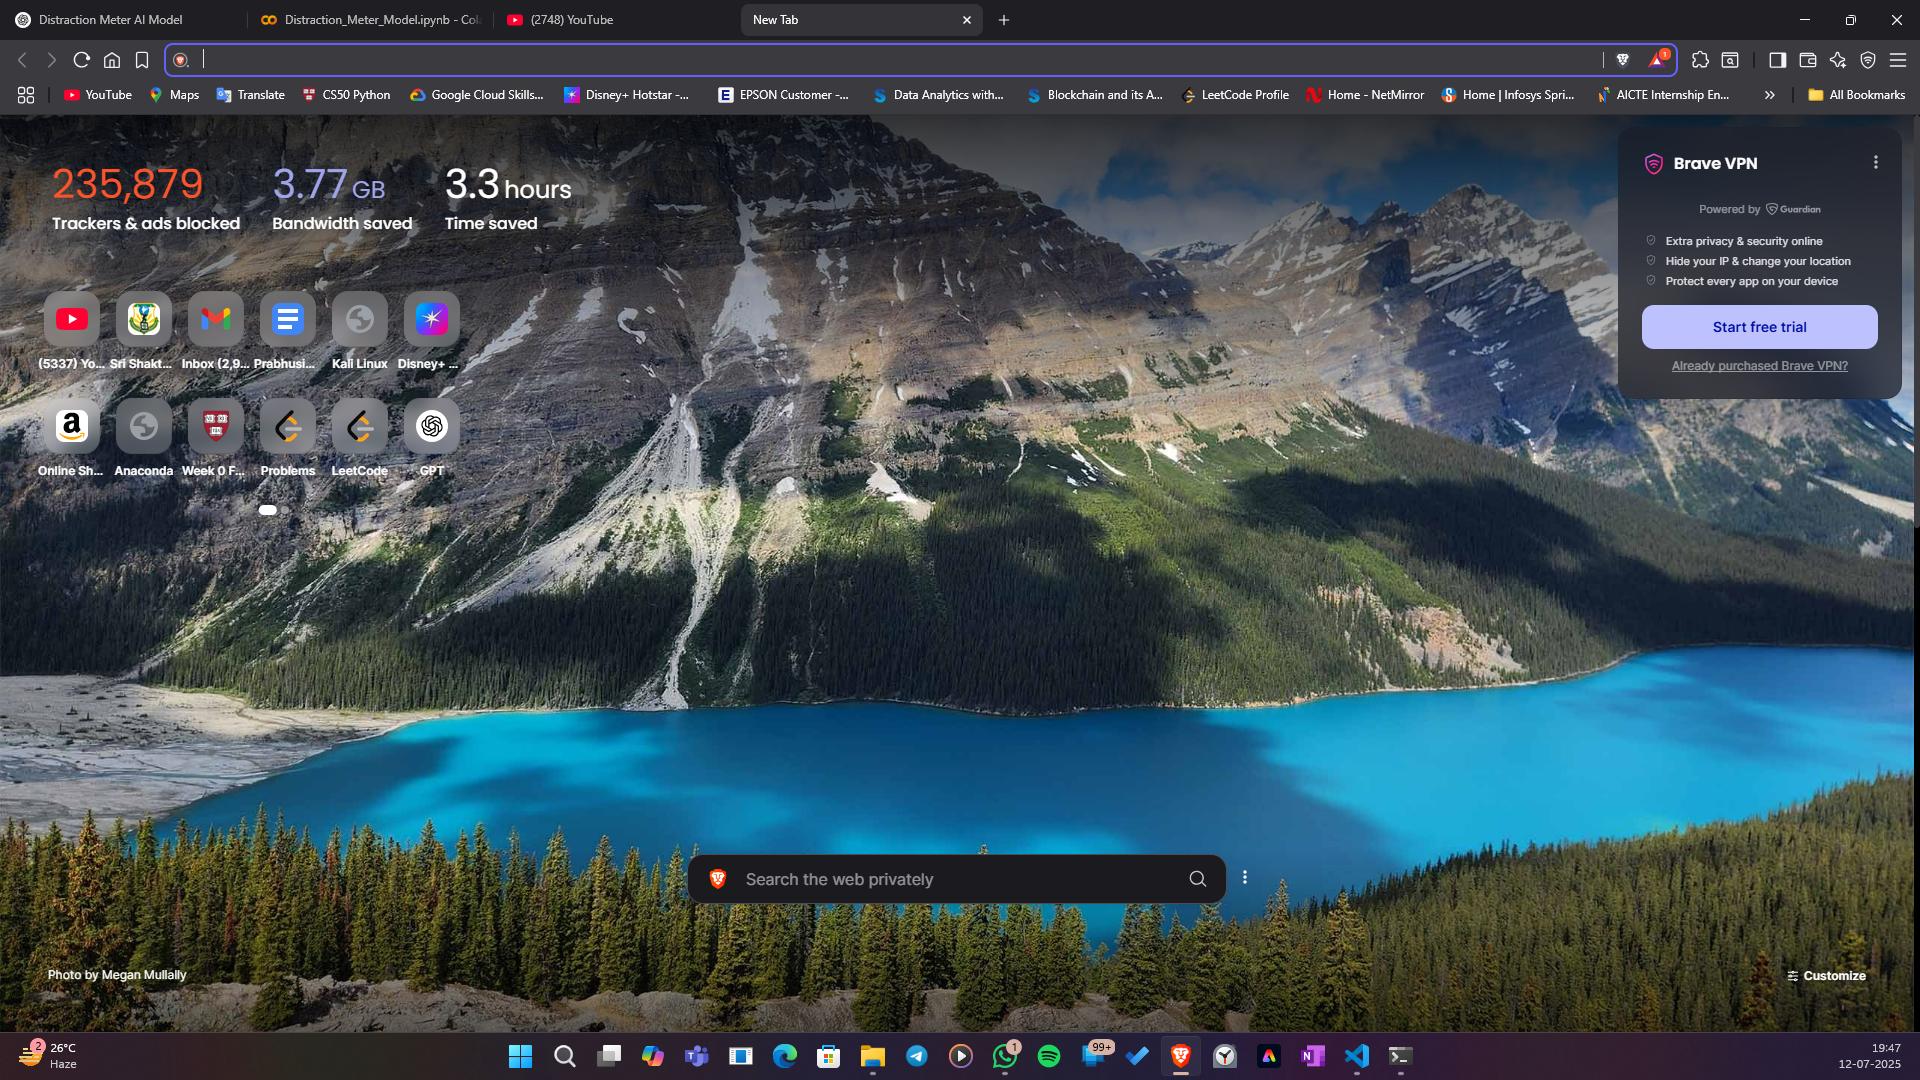 Distraction Meter AI Model
Distraction_Meter_Model.ipynb - Col
(2748) YouTube
New Tab
1
YouTube
Maps
Translate
CS50 Python
Google Cloud Skills...
Disney+ Hotstar -...
EPSON Customer -...
Data Analytics with...
Blockchain and its A...
LeetCode Profile
Home - NetMirror
Home | Infosys Spri...
AICTE Internship En...
All Bookmarks
235,879
Trackers & ads blocked
3.77 GB
Bandwidth saved
3.3 hours
Time saved
Brave VPN
Powered by Guardian
Extra privacy & security online
Hide your IP & change your location
Protect every app on your device
Start free trial
Already purchased Brave VPN?
(5337) Yo...
Sri Shakt...
Inbox (2,9...
Prabhusi...
Kali Linux
Disney+ ...
Online Sh...
Anaconda
Week 0 F...
Problems
LeetCode
GPT
Search the web privately
Photo by Megan Mullally
Customize
2
26°C
Haze
1
99+
19:47
12-07-2025